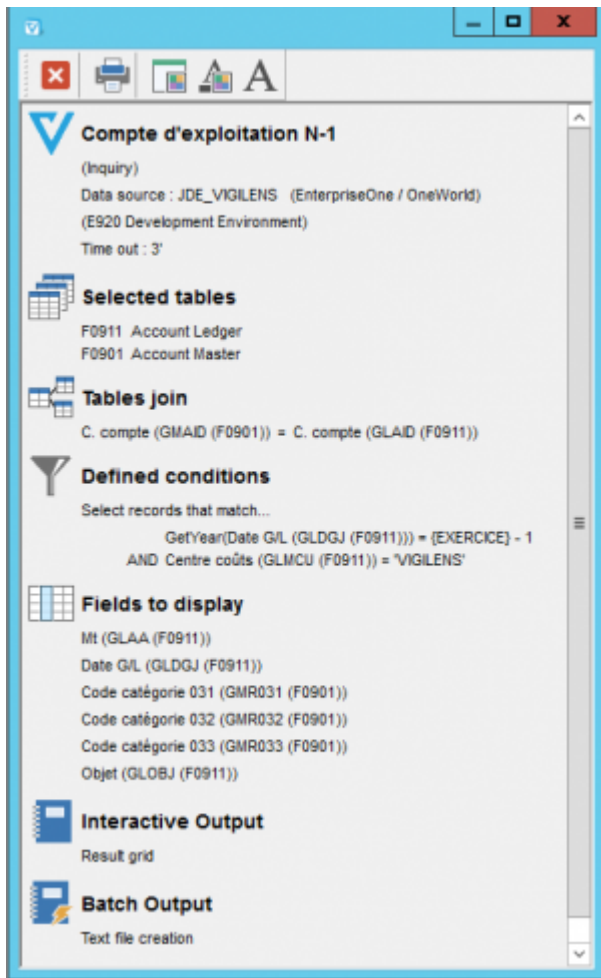 Compte d'exploitation N-1
(Inquiry)
Data source : JDE_VIGILENS (EnterpriseOne / OneWorld)
(E920 Development Environment)
Time out : 3'
Selected tables
F0911 Account Ledger
F0901 Account Master
Tables join
C. compte (GMAID (F0901)) = C. compte (GLAID (F0911))
Defined conditions
Select records that match...
GetYear(Date G/L (GLDGJ (F0911))) = {EXERCICE} - 1
AND Centre coûts (GLMCU (F0911)) = 'VIGILENS'
Fields to display
Mt (GLAA (F0911))
Date G/L (GLDGJ (F0911))
Code catégorie 031 (GMR031 (F0901))
Code catégorie 032 (GMR032 (F0901))
Code catégorie 033 (GMR033 (F0901))
Objet (GLOBJ (F0911))
Interactive Output
Result grid
Batch Output
Text file creation